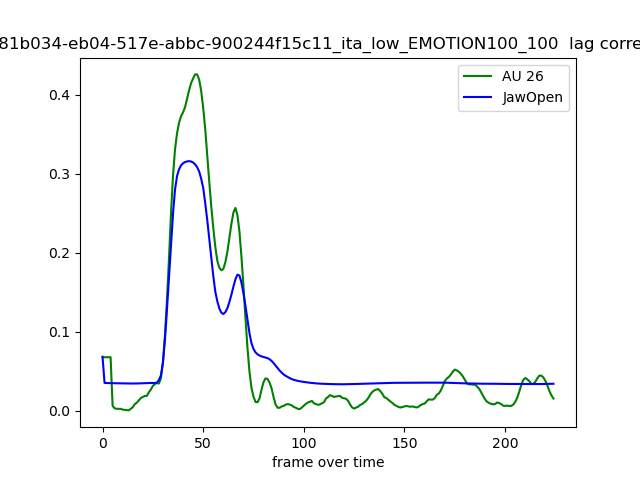 81b034-eb04-517e-abbc-900244f15c11_ita_low_EMOTION100_100 lag corre
AU 26
JawOpen
0.4
0.3
0.2
0.1
0.0
0 50 100 150 200
frame over time